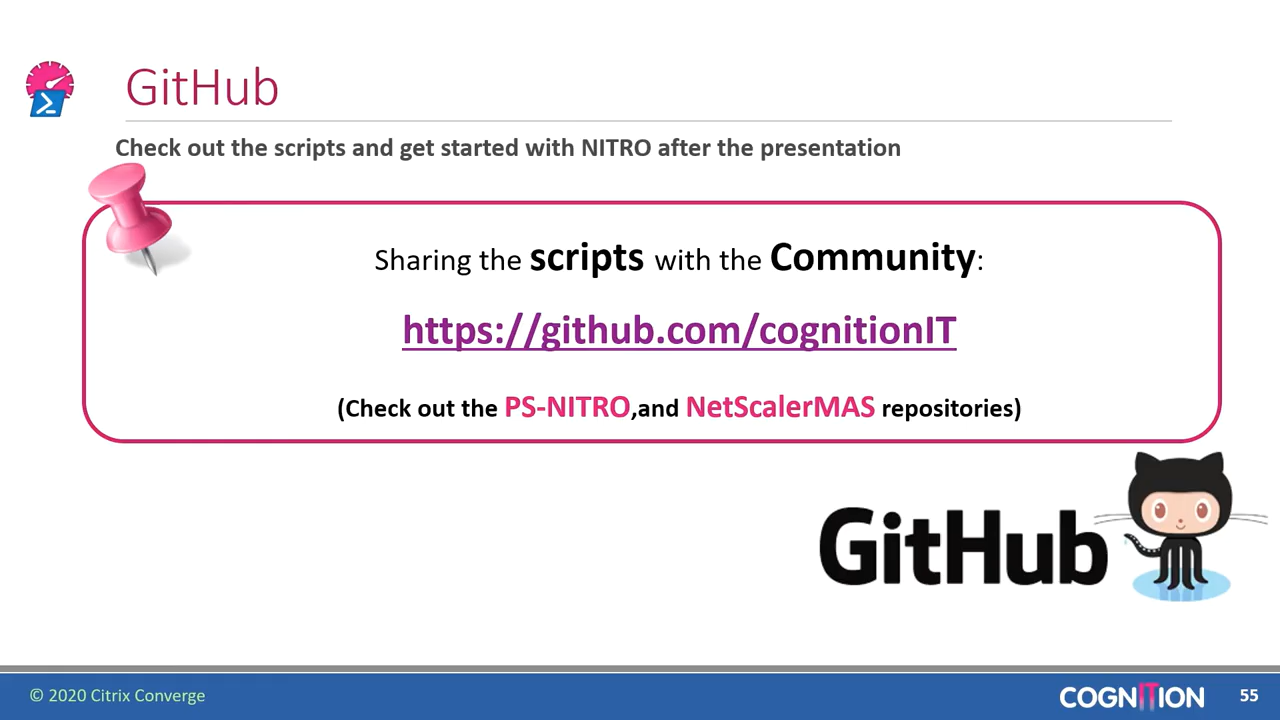 GitHub
Check out the scripts and get started with NITRO after the presentation
Sharing the scripts with the Community:
https://github.com/cognitionIT
(Check out the PS-NITRO,and NetScalerMAS repositories)
GitHub
© 2020 Citrix Converge
COGNITION
55